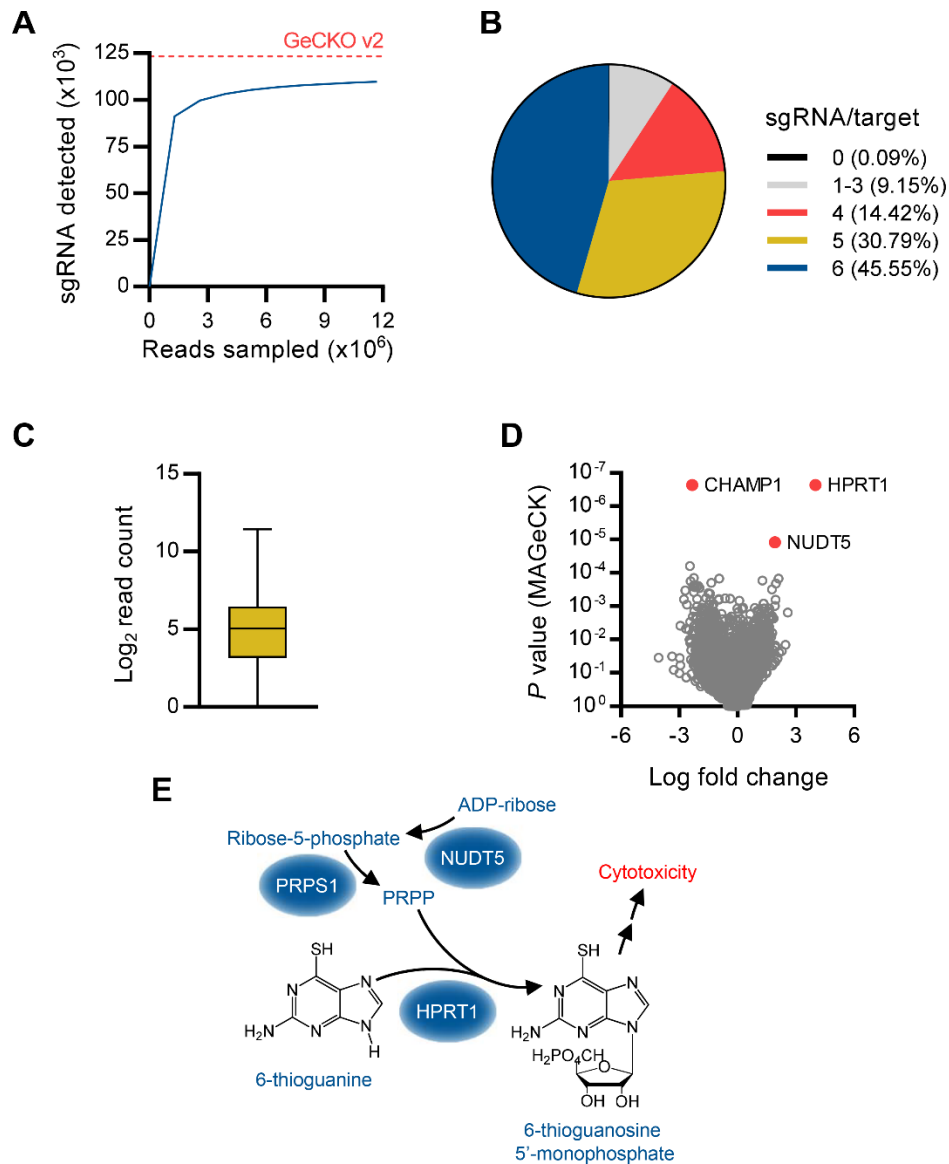 A
GeCKO v2
sgRNA detected (x10³)
125
100
75
50
25
0
0 3 6 9 12
Reads sampled (x10⁶)
B
sgRNA/target
0 (0.09%)
1-3 (9.15%)
4 (14.42%)
5 (30.79%)
6 (45.55%)
C
Log₂ read count
15
10
5
0
D
P value (MAGeCK)
10⁻⁷
10⁻⁶
10⁻⁵
10⁻⁴
10⁻³
10⁻²
10⁻¹
10⁰
CHAMP1 HPRT1
NUDT5
-6 -3 0 3 6
Log fold change
E
ADP-ribose
Ribose-5-phosphate
NUDT5
PRPS1
PRPP
Cytotoxicity
SH
N
N
H₂N
N
N
H
6-thioguanine
HPRT1
SH
N
N
H₂N
N
N
H₂PO₄CH
O
OH OH
6-thioguanosine
5'-monophosphate